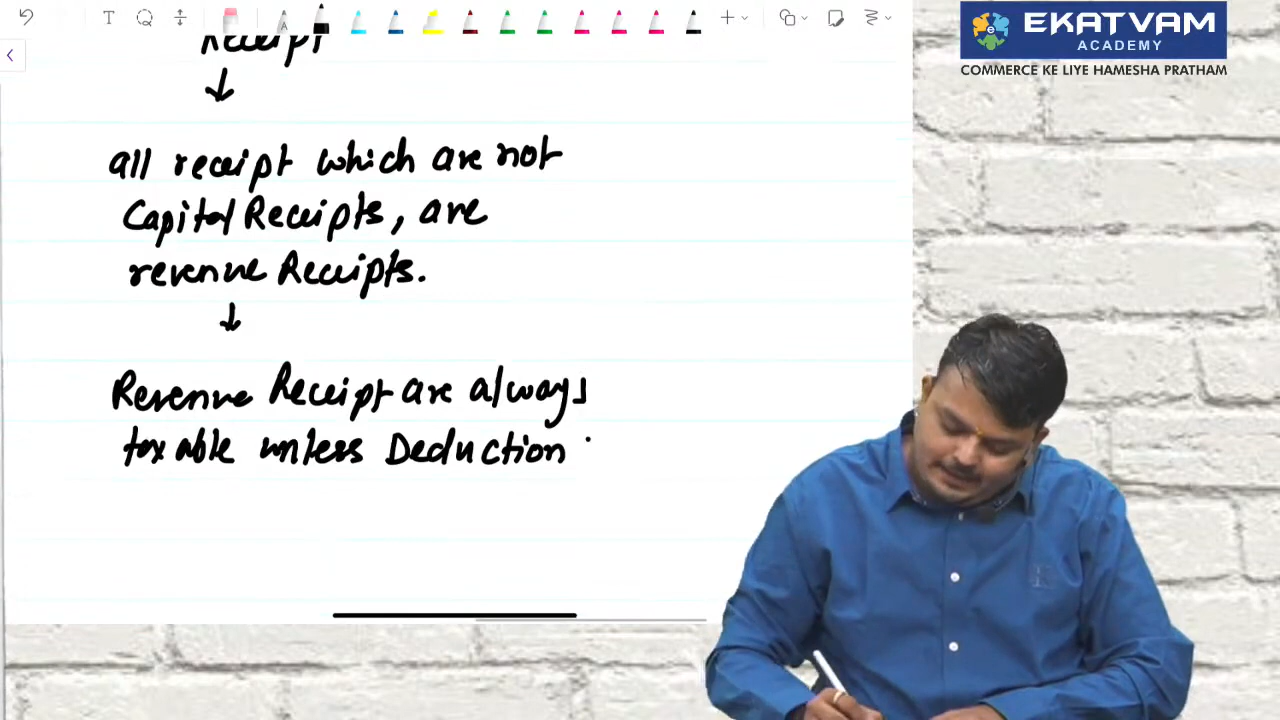 EKATVAM
ACADEMY
COMMERCE KE LIYE HAMESHA PRATHAM
Receipt
all receipt which are not
Capital Receipts, are
revenue Receipts.
Revenue Receipt are always
taxable unless Deduction